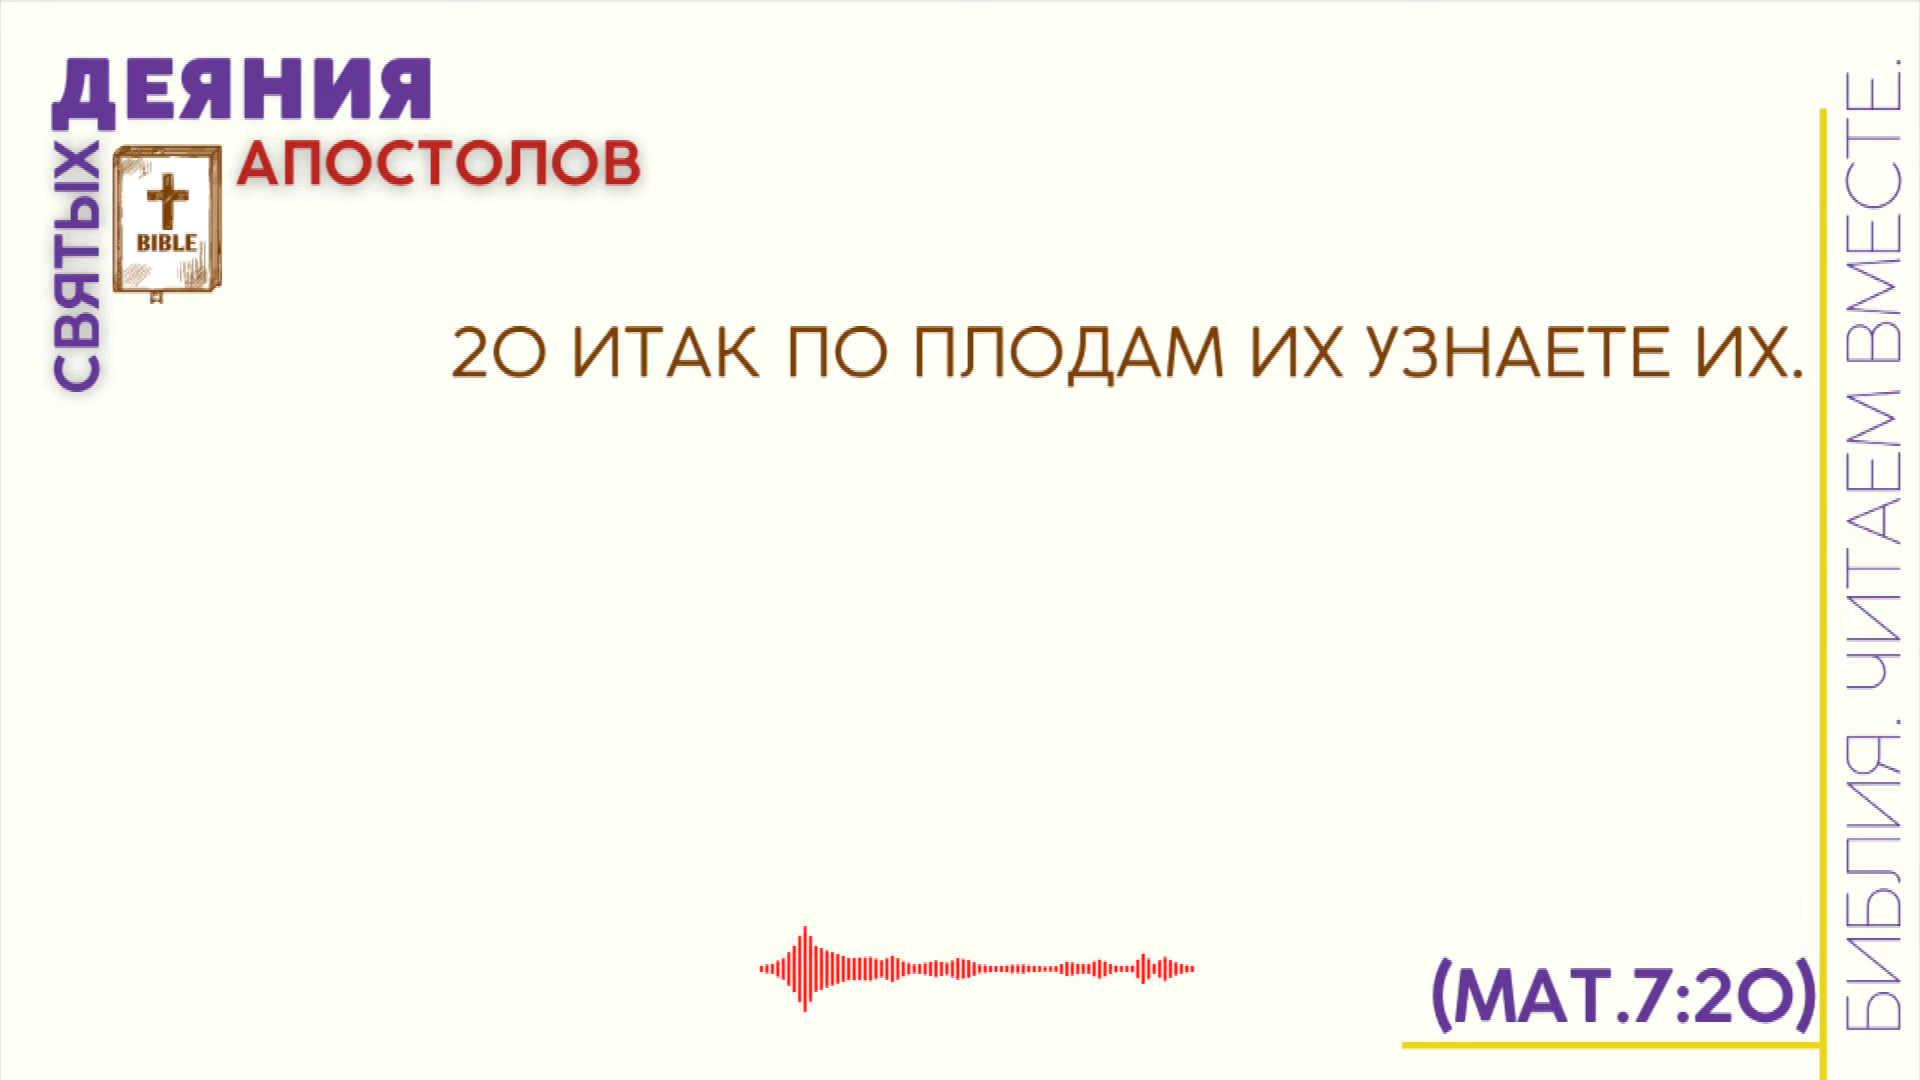 ДЕЯНИЯ
СВЯТЫХ
АПОСТОЛОВ
BIBLE
20 ИТАК ПО ПЛОДАМ ИХ УЗНАЕТЕ ИХ.
(МАТ.7:20)
БИБЛИЯ. ЧИТАЕМ ВМЕСТЕ.